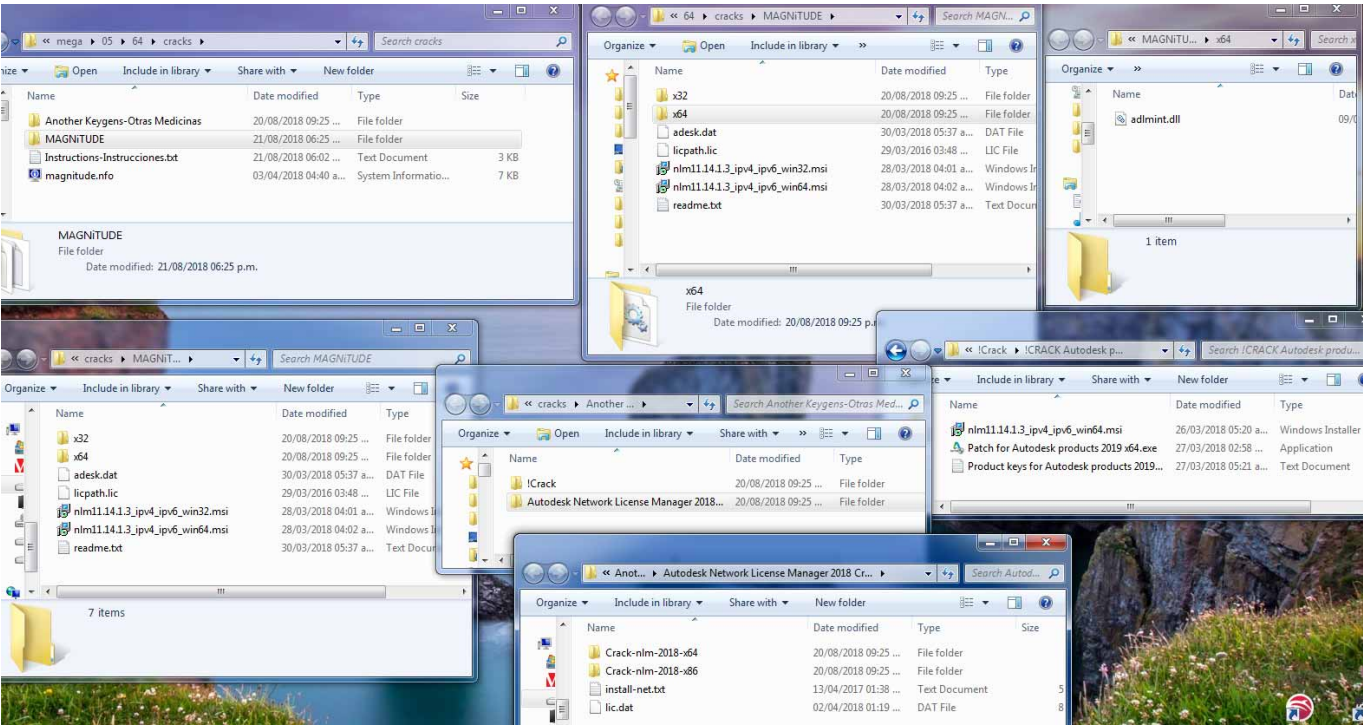 « mega ▸ 05 ▸ 64 ▸ cracks ▸
Search cracks
Open Include in library Share with New folder
Name Date modified Type Size
Another Keygens-Otras Medicinas 20/08/2018 09:25 ... File folder
MAGNiTUDE 21/08/2018 06:25 ... File folder
Instructions-Instrucciones.txt 21/08/2018 06:02 ... Text Document 3 KB
magnitude.nfo 03/04/2018 04:40 a... System Informatio... 7 KB
MAGNiTUDE
File folder
Date modified: 21/08/2018 06:25 p.m.
« 64 ▸ cracks ▸ MAGNiTUDE ▸
Search MAGN...
Organize Open Include in library »
Name Date modified Type
x32 20/08/2018 09:25 ... File folder
x64 20/08/2018 09:25 ... File folder
adesk.dat 30/03/2018 05:37 a... DAT File
licpath.lic 29/03/2016 03:48 ... LIC File
nlm11.14.1.3_ipv4_ipv6_win32.msi 28/03/2018 04:01 a... Windows In
nlm11.14.1.3_ipv4_ipv6_win64.msi 28/03/2018 04:02 a... Windows In
readme.txt 30/03/2018 05:37 a... Text Docun
x64
File folder
Date modified: 20/08/2018 09:25 p.
« MAGNiTU... ▸ x64
Search x
Organize »
Name Dat
adlmint.dll 09/0
1 item
« cracks ▸ MAGNiT... ▸
Search MAGNiTUDE
Organize Include in library Share with New folder
Name Date modified Type
x32 20/08/2018 09:25 ... File folder
x64 20/08/2018 09:25 ... File folder
adesk.dat 30/03/2018 05:37 a... DAT File
licpath.lic 29/03/2016 03:48 ... LIC File
nlm11.14.1.3_ipv4_ipv6_win32.msi 28/03/2018 04:01 a... Windows I
nlm11.14.1.3_ipv4_ipv6_win64.msi 28/03/2018 04:02 a... Windows I
readme.txt 30/03/2018 05:37 a... Text Docu
7 items
« cracks ▸ Another ... ▸
Search Another Keygens-Otras Med...
Organize Open Include in library Share with »
Name Date modified Type
!Crack 20/08/2018 09:25 ... File folder
Autodesk Network License Manager 2018... 20/08/2018 09:25 ... File folder
« !Crack ▸ !CRACK Autodesk p...
Search !CRACK Autodesk produ...
Include in library Share with New folder
Name Date modified Type
nlm11.14.1.3_ipv4_ipv6_win64.msi 26/03/2018 05:20 a... Windows Installer
Patch for Autodesk products 2019 x64.exe 27/03/2018 02:58 ... Application
Product keys for Autodesk products 2019... 27/03/2018 05:21 a... Text Document
« Anot... ▸ Autodesk Network License Manager 2018 Cr... ▸
Search Autod...
Organize Include in library Share with New folder
Name Date modified Type Size
Crack-nlm-2018-x64 20/08/2018 09:25 ... File folder
Crack-nlm-2018-x86 20/08/2018 09:25 ... File folder
install-net.txt 13/04/2017 01:38 ... Text Document 5
lic.dat 02/04/2018 01:19 ... DAT File 8